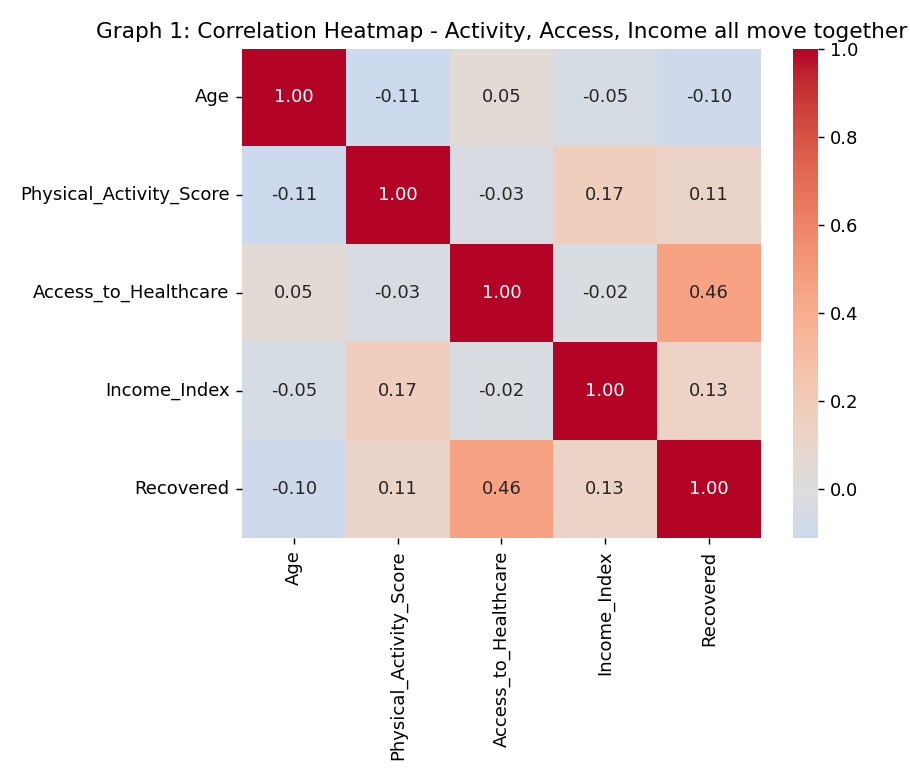 Graph 1: Correlation Heatmap - Activity, Access, Income all move together
Age 1.00 -0.11 0.05 -0.05 -0.10
Physical_Activity_Score -0.11 1.00 -0.03 0.17 0.11
Access_to_Healthcare 0.05 -0.03 1.00 -0.02 0.46
Income_Index -0.05 0.17 -0.02 1.00 0.13
Recovered -0.10 0.11 0.46 0.13 1.00
Age
Physical_Activity_Score
Access_to_Healthcare
Income_Index
Recovered
1.0
0.8
0.6
0.4
0.2
0.0